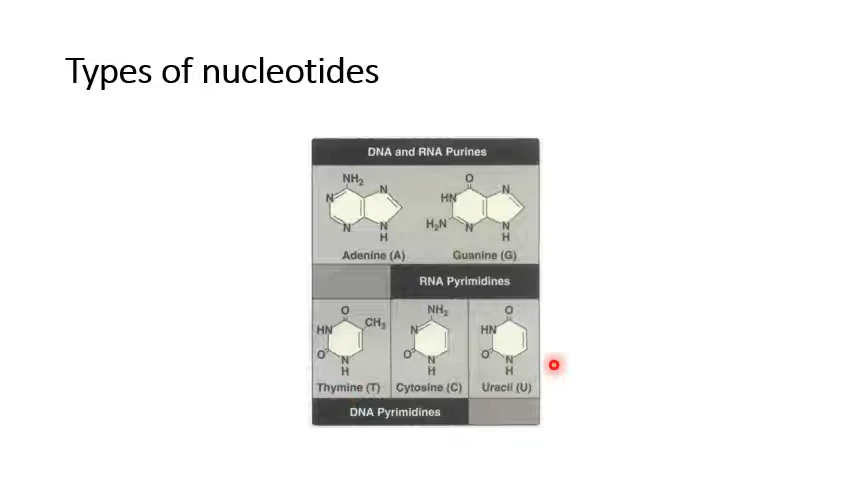 Types of nucleotides
DNA and RNA Purines
NH2
N
N
N
N
H
Adenine (A)
O
HN
N
H2N
N
N
H
Guanine (G)
RNA Pyrimidines
O
HN
CH3
O
N
H
Thymine (T)
NH2
N
O
N
H
Cytosine (C)
O
HN
O
N
H
Uracil (U)
DNA Pyrimidines